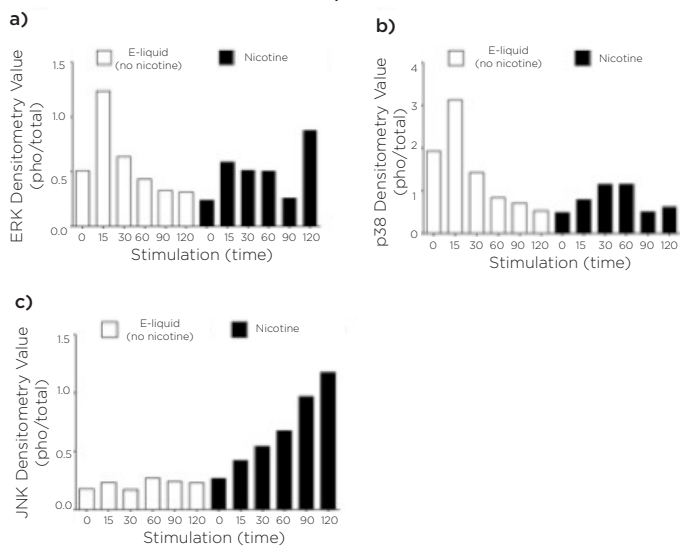 a)
E-liquid
(no nicotine)
Nicotine
ERK Densitometry Value
(pho/total)
1.5
1.0
0.5
0.0
0 15 30 60 90 120 0 15 30 60 90 120
Stimulation (time)
b)
E-liquid
(no nicotine)
Nicotine
p38 Densitometry Value
(pho/total)
4
3
2
1
0
0 15 30 60 90 120 0 15 30 60 90 120
Stimulation (time)
c)
E-liquid
(no nicotine)
Nicotine
JNK Densitometry Value
(pho/total)
1.5
1.0
0.5
0.0
0 15 30 60 90 120 0 15 30 60 90 120
Stimulation (time)